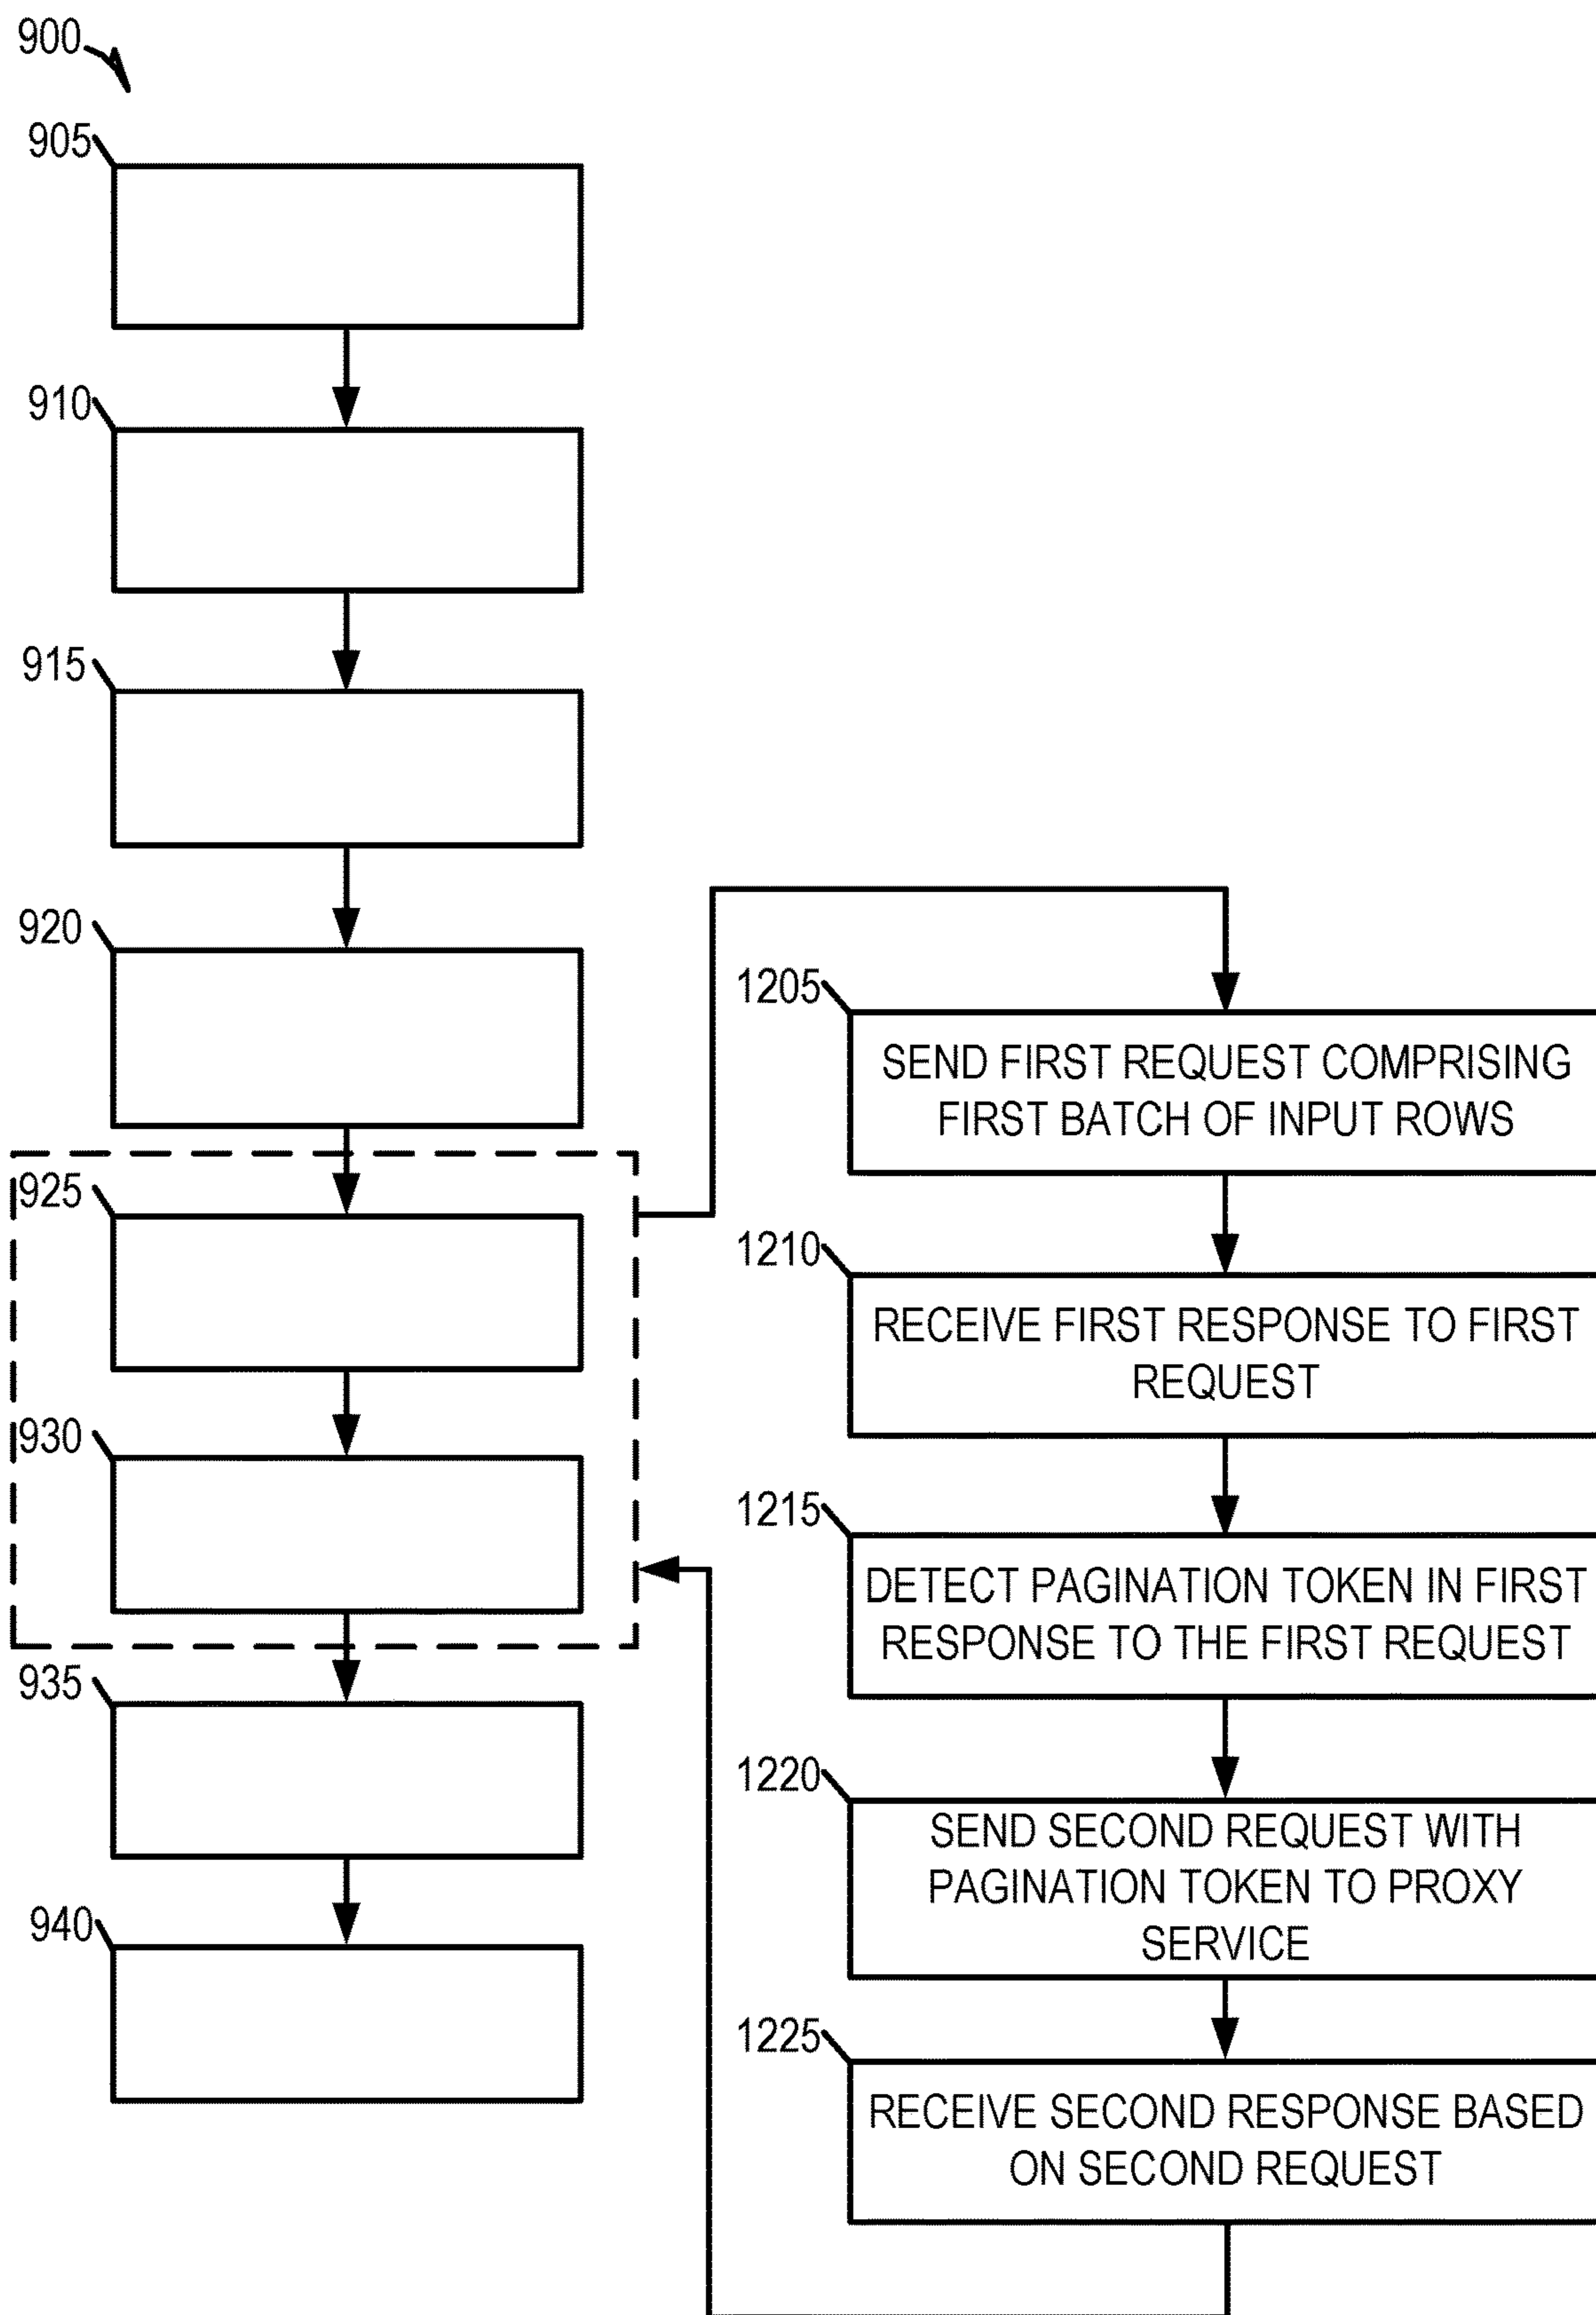 900
905
910
915
920
925
930
935
940
1205
SEND FIRST REQUEST COMPRISING
FIRST BATCH OF INPUT ROWS
1210
RECEIVE FIRST RESPONSE TO FIRST
REQUEST
1215
DETECT PAGINATION TOKEN IN FIRST
RESPONSE TO THE FIRST REQUEST
1220
SEND SECOND REQUEST WITH
PAGINATION TOKEN TO PROXY
SERVICE
1225
RECEIVE SECOND RESPONSE BASED
ON SECOND REQUEST